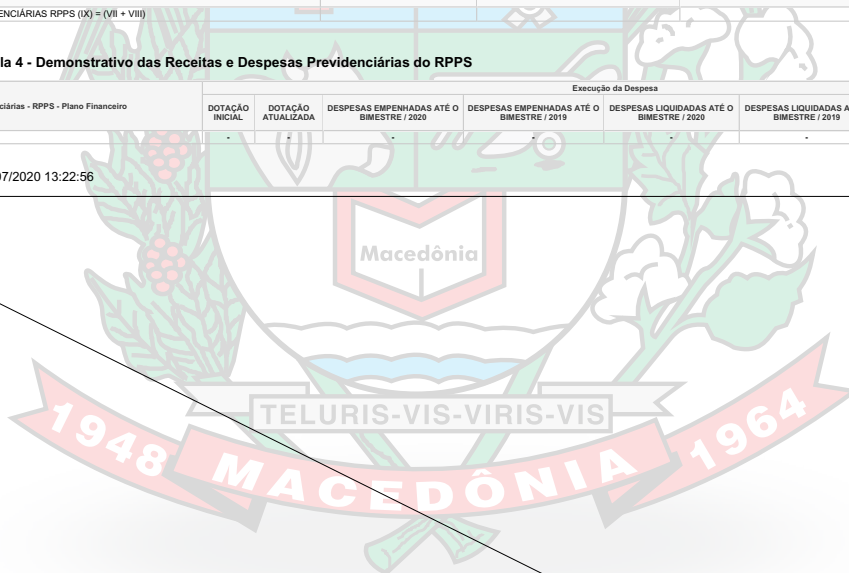 ENCIÁRIAS RPPS (IX) = (VII + VIII)
la 4 - Demonstrativo das Receitas e Despesas Previdenciárias do RPPS
Execução da Despesa
ciárias - RPPS - Plano Financeiro
DOTAÇÃO INICIAL
DOTAÇÃO ATUALIZADA
DESPESAS EMPENHADAS ATÉ O BIMESTRE / 2020
DESPESAS EMPENHADAS ATÉ O BIMESTRE / 2019
DESPESAS LIQUIDADAS ATÉ O BIMESTRE / 2020
DESPESAS LIQUIDADAS A BIMESTRE / 2019
- - - - - -
07/2020 13:22:56
Macedônia
TELURIS-VIS-VIRIS-VIS
1948 MACEDÔNIA 1964